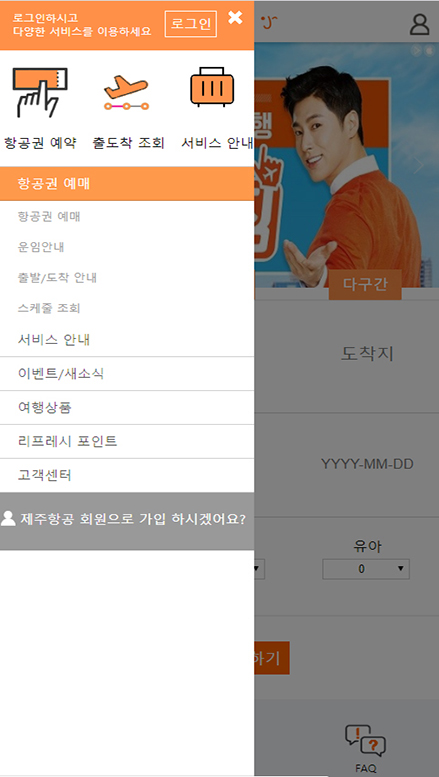 로그인하시고
다양한 서비스를 이용하세요
로그인
항공권 예약
출도착 조회
서비스 안내
항공권 예매
항공권 예매
운임안내
출발/도착 안내
스케줄 조회
서비스 안내
이벤트/새소식
여행상품
리프레시 포인트
고객센터
제주항공 회원으로 가입 하시겠어요?
행
다구간
도착지
YYYY-MM-DD
유아
0
하기
FAQ